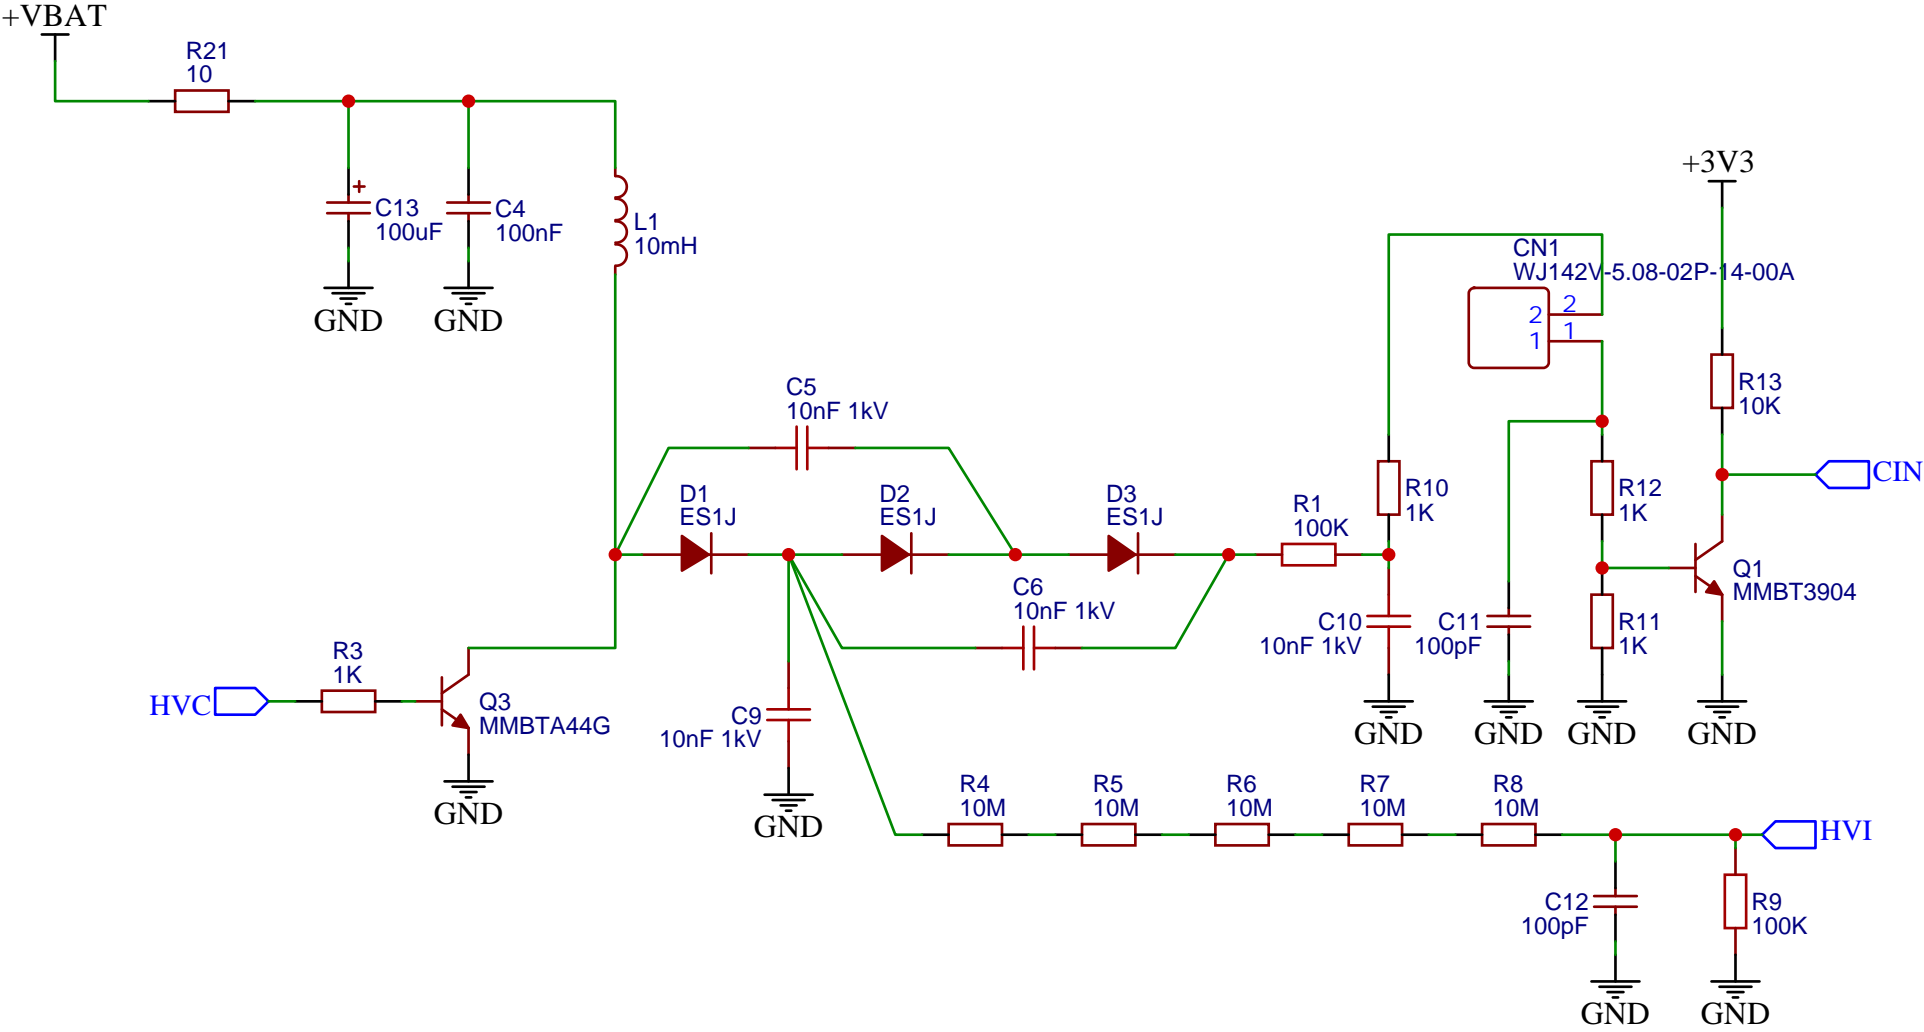 +VBAT
R21
10
C13
100uF
C4
100nF
L1
10mH
GND
GND
+3V3
CN1
WJ142V-5.08-02P-14-00A
2
2
1
1
R13
10K
CIN
C5
10nF 1kV
D1
ES1J
D2
ES1J
D3
ES1J
R1
100K
R10
1K
R12
1K
C6
10nF 1kV
Q1
MMBT3904
C10
10nF 1kV
C11
100pF
R11
1K
R3
1K
HVC
Q3
MMBTA44G
C9
10nF 1kV
GND
GND
GND
GND
GND
GND
R4
10M
R5
10M
R6
10M
R7
10M
R8
10M
HVI
C12
100pF
R9
100K
GND
GND